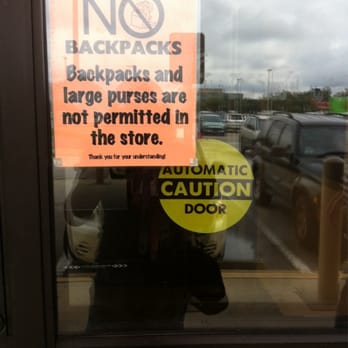 NO
BACKPACKS
Backpacks and
large purses are
not permitted in
the store.
Thank you for your understanding!
AUTOMATIC
CAUTION
DOOR